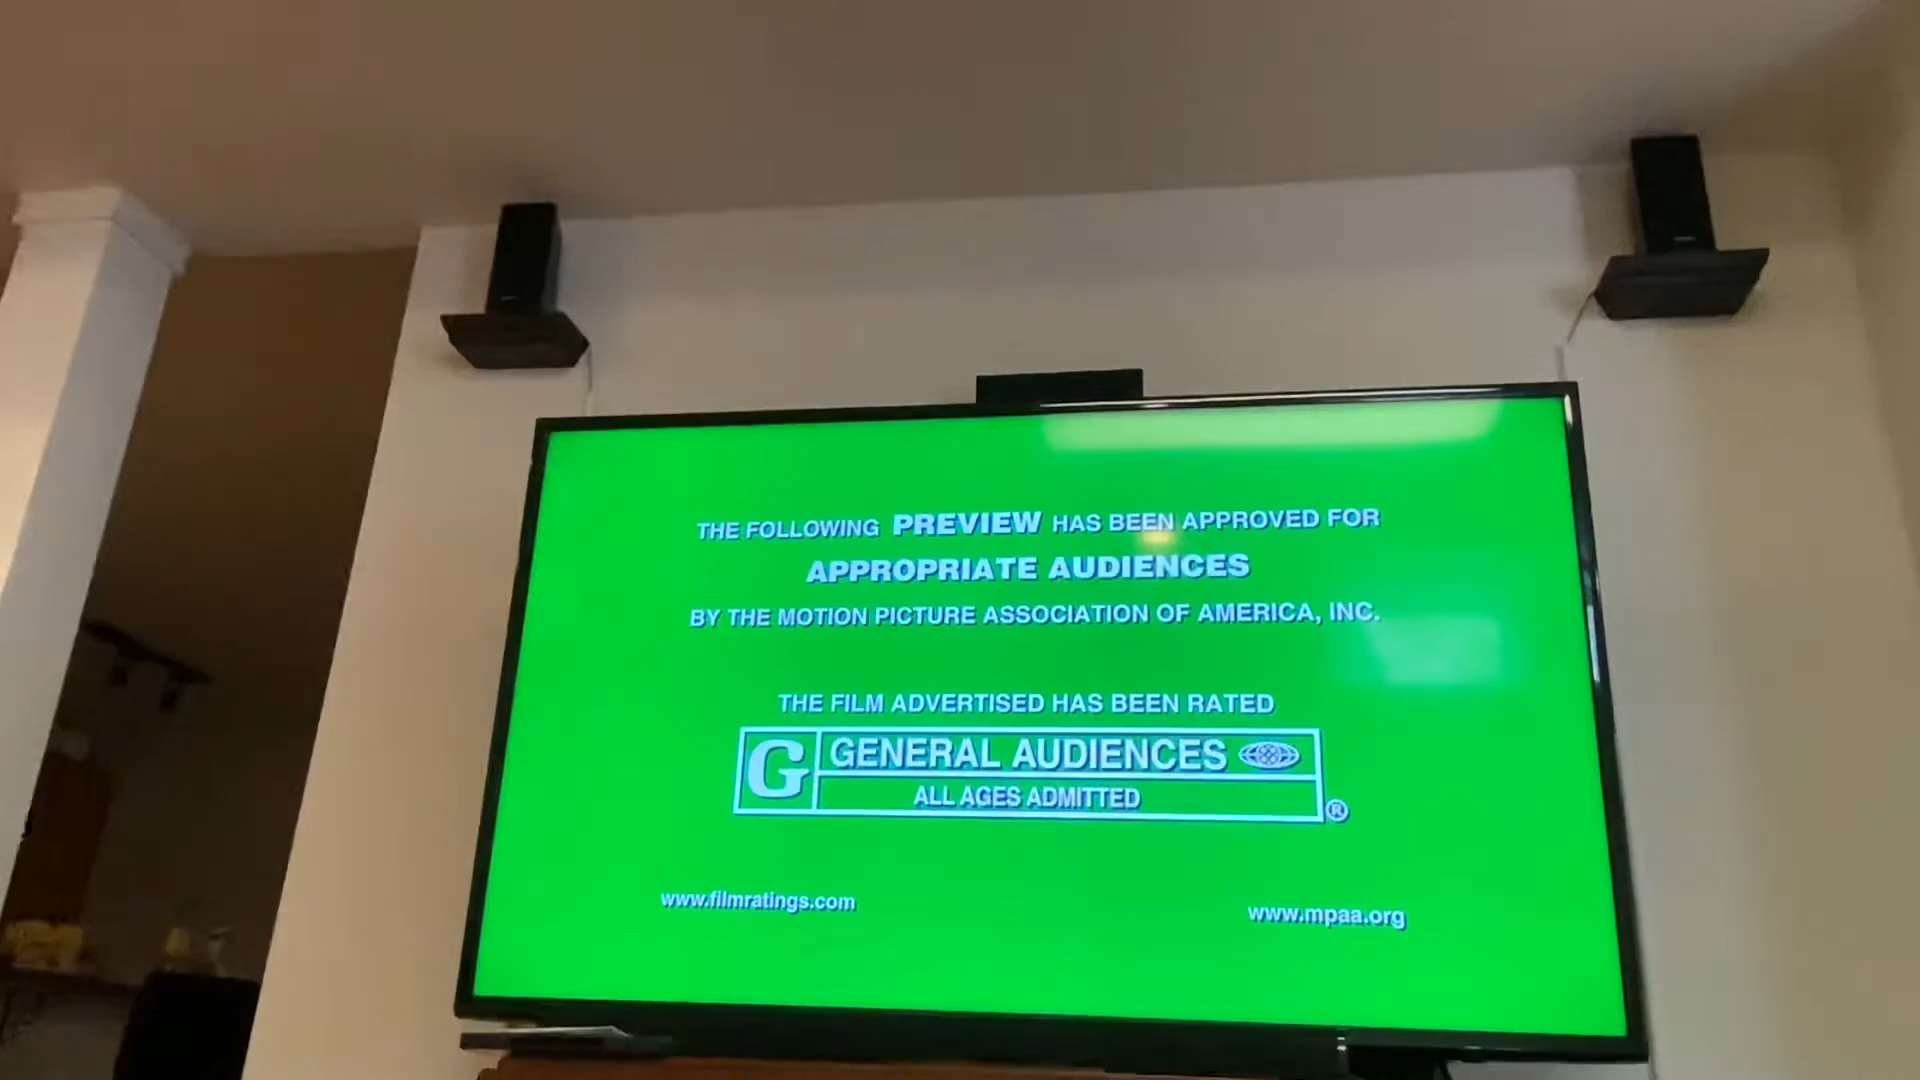 THE FOLLOWING PREVIEW HAS BEEN APPROVED FOR
APPROPRIATE AUDIENCES
BY THE MOTION PICTURE ASSOCIATION OF AMERICA, INC.
THE FILM ADVERTISED HAS BEEN RATED
G GENERAL AUDIENCES
ALL AGES ADMITTED ®
www.filmratings.com
www.mpaa.org